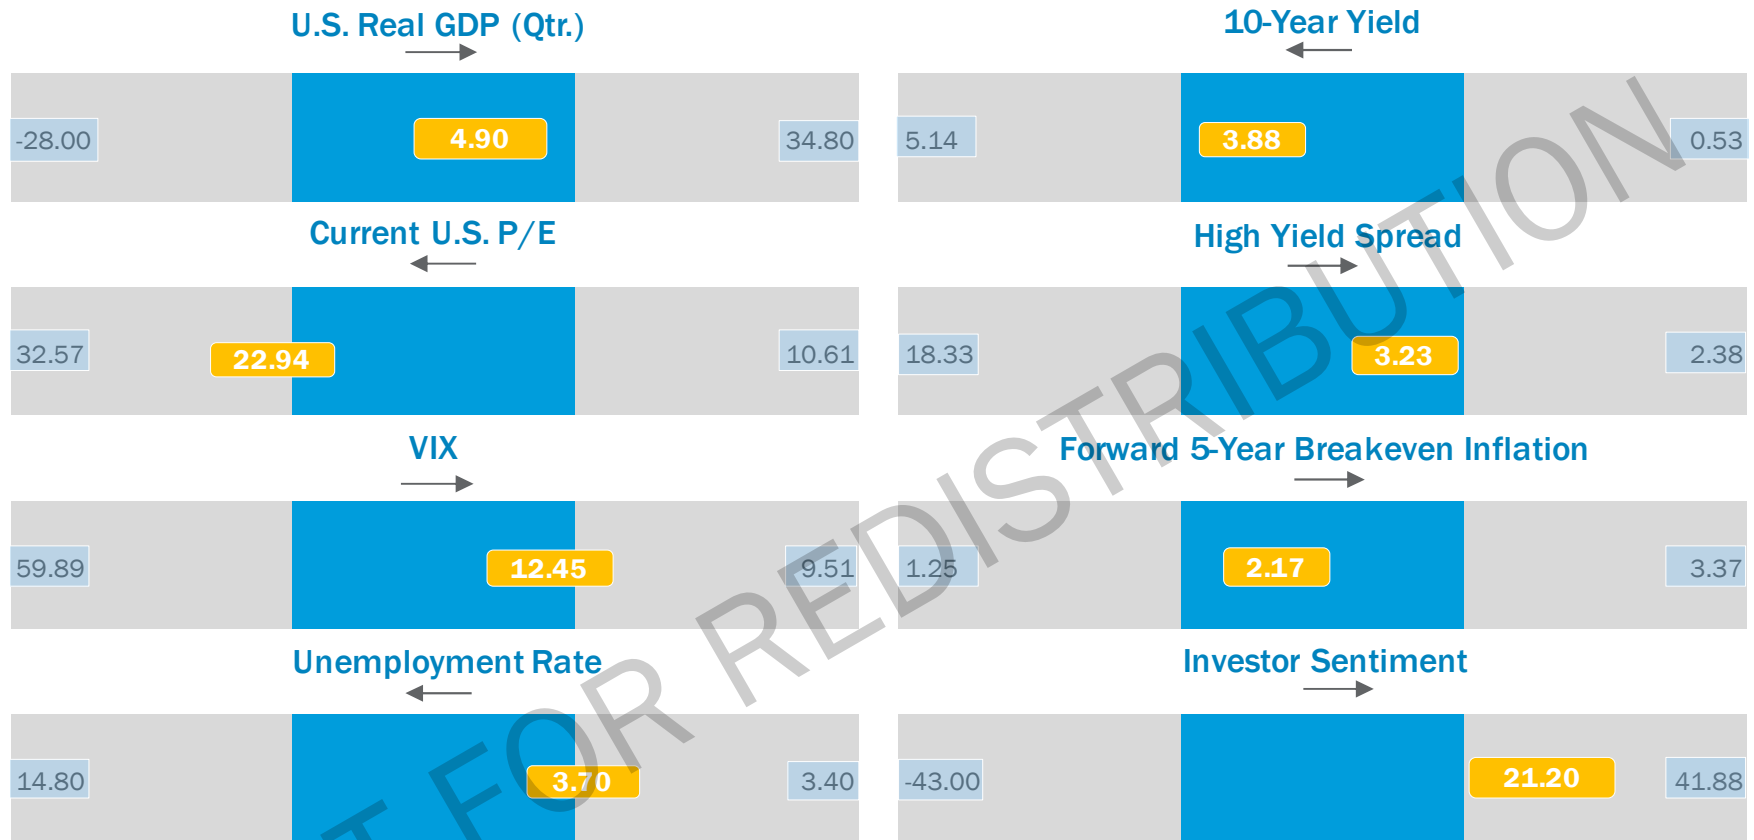 U.S. Real GDP (Qtr.)
-28.00
4.90
34.80
10-Year Yield
5.14
3.88
0.53
Current U.S. P/E
32.57
22.94
10.61
High Yield Spread
18.33
3.23
2.38
VIX
59.89
12.45
9.51
Forward 5-Year Breakeven Inflation
1.25
2.17
3.37
Unemployment Rate
14.80
3.70
3.40
Investor Sentiment
-43.00
21.20
41.88
T FOR REDISTRIBUTION